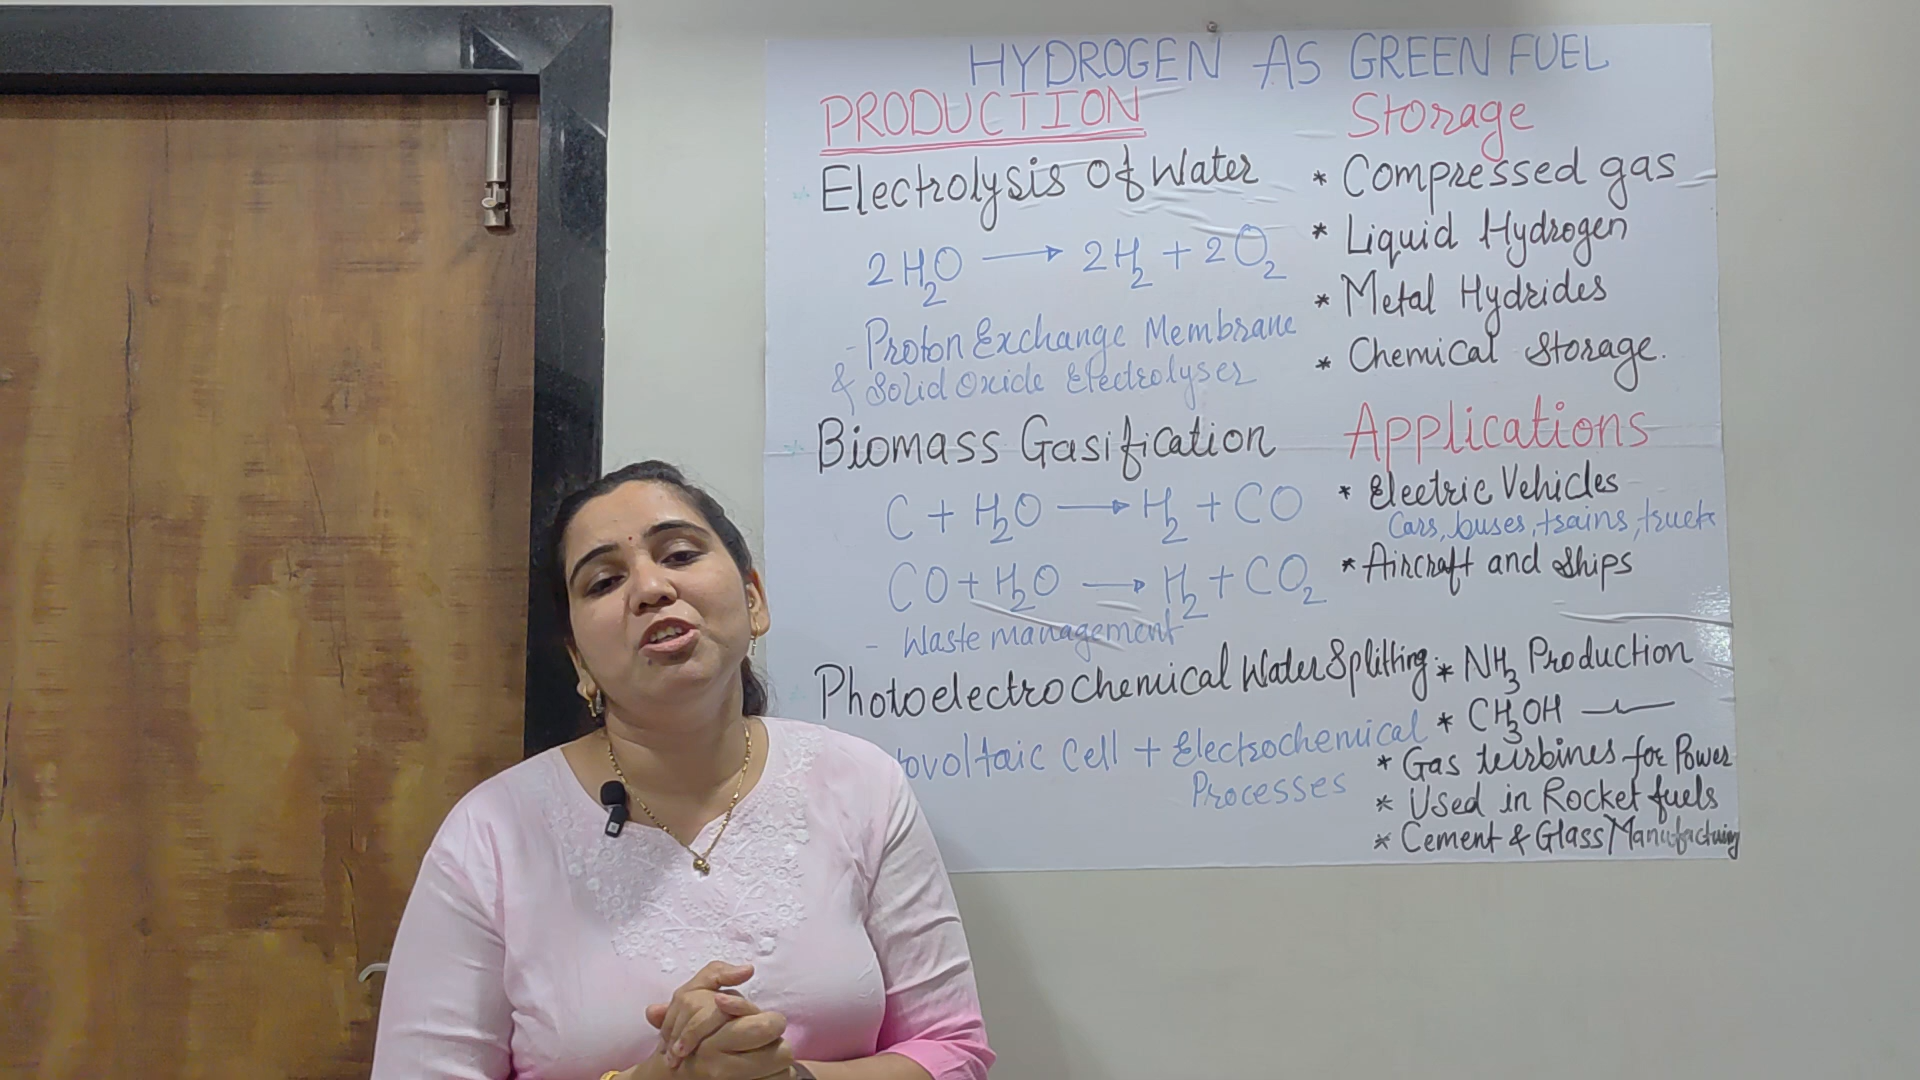 HYDROGEN AS GREEN FUEL
PRODUCTION
Electrolysis Of Water
2H₂O → 2H₂ + 2O₂
- Proton Exchange Membrane
& Solid Oxide Electrolyser
Biomass Gasification
C + H₂O → H₂ + CO
CO + H₂O → H₂ + CO₂
- Waste management
Photoelectrochemical Water Splitting
Cell + Electrochemical
Processes
Storage
* Compressed gas
* Liquid Hydrogen
* Metal Hydrides
* Chemical Storage.
Applications
* Electric Vehicles
Cars, buses, trains, truck
* Aircraft and Ships
* NH₃ Production
* CH₃OH
* Gas turbines for Power
* Used in Rocket fuels
* Cement & Glass Manufacturing